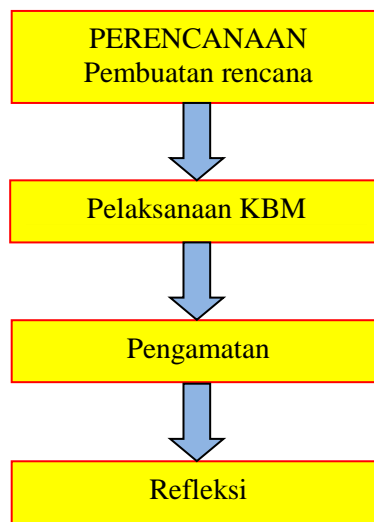 PERENCANAAN
Pembuatan rencana
Pelaksanaan KBM
Pengamatan
Refleksi